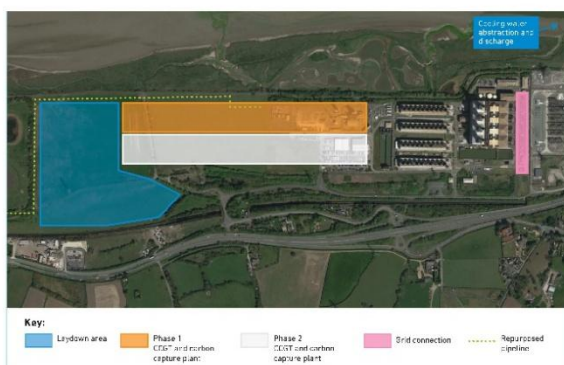 Cooling water
abstraction and
discharge
Key:
Laydown area
Phase 1
CCGT and carbon
capture plant
Phase 2
CCGT and carbon
capture plant
Grid connection
Repurposed
pipeline